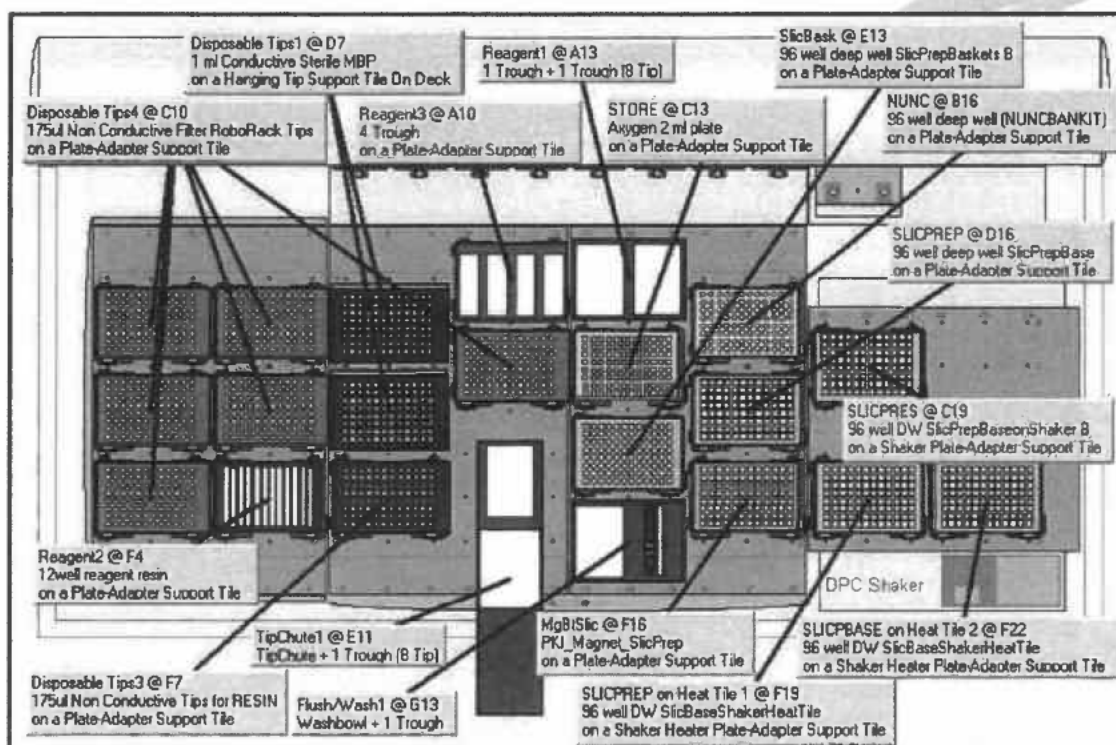 Disposable Tips1 @ D7
1 ml Conductive Sterile MBP
on a Hanging Tip Support Tile On Deck
Reagent1 @ A13
1 Trough + 1 Trough (8 Tip)
SlicBask @ E13
96 well deep well SlicPrepBaskets B
on a Plate-Adapter Support Tile
Disposable Tips4 @ C10
175ul Non Conductive Filter RoboRack Tips
on a Plate-Adapter Support Tile
Reagent3 @ A10
4 Trough
on a Plate-Adapter Support Tile
STORE @ C13
Axygen 2 ml plate
on a Plate-Adapter Support Tile
NUNC @ B16
96 well deep well (NUNCBANKIT)
on a Plate-Adapter Support Tile
SLICPREP @ D16
96 well deep well SlicPrepBase
on a Plate-Adapter Support Tile
SLICPRES @ C19
96 well DW SlicPrepBaseonShaker B
on a Shaker Plate-Adapter Support Tile
Reagent2 @ F4
12well reagent resin
on a Plate-Adapter Support Tile
DPC Shaker
TipChute1 @ E11
TipChute + 1 Trough (8 Tip)
MgBtSlic @ F16
PKI_Magnet_SlicPrep
on a Plate-Adapter Support Tile
SLICPBASE on Heat Tile 2 @ F22
96 well DW SlicBaseShakerHeatTile
on a Shaker Heater Plate-Adapter Support Tile
Disposable Tips3 @ F7
175ul Non Conductive Tips for RESIN
on a Plate-Adapter Support Tile
Flush/Wash1 @ G13
Washbowl + 1 Trough
SLICPREP on Heat Tile 1 @ F19
96 well DW SlicBaseShakerHeatTile
on a Shaker Heater Plate-Adapter Support Tile